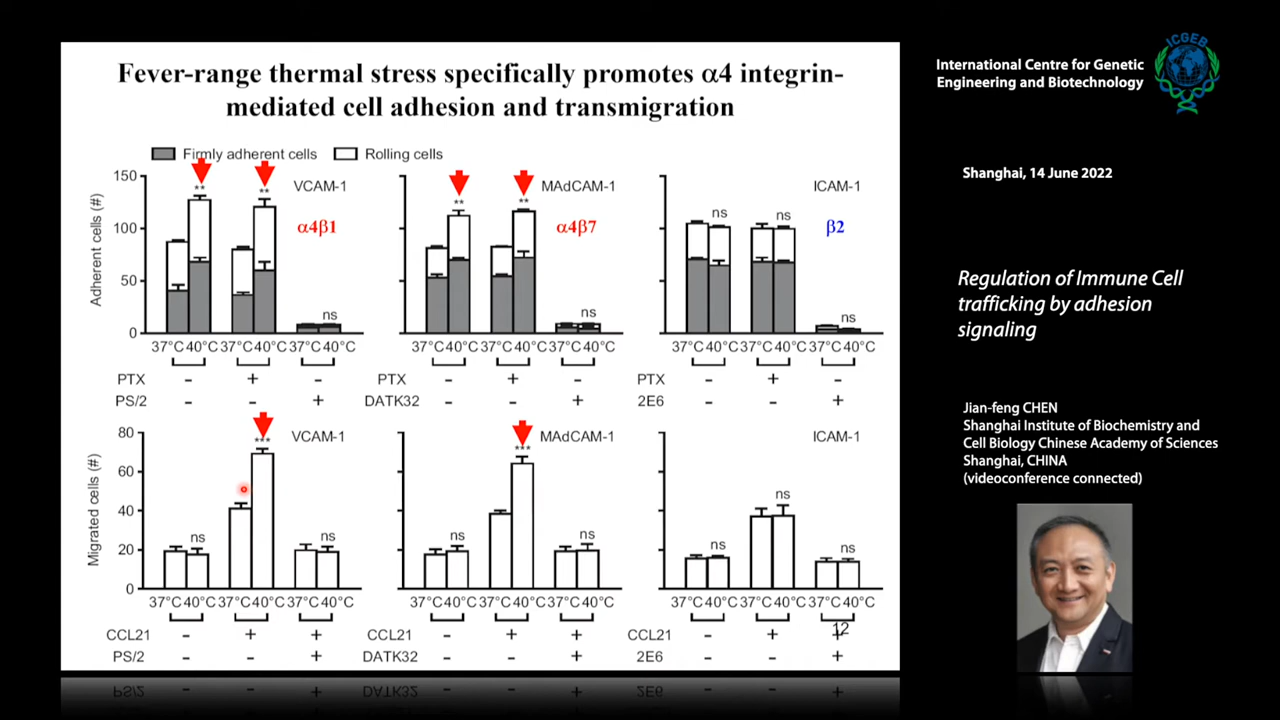 Fever-range thermal stress specifically promotes α4 integrin-
mediated cell adhesion and transmigration
Firmly adherent cells Rolling cells
Adherent cells (#)
150
100
50
0
** ** VCAM-1
α4β1
ns
37°C 40°C 37°C 40°C 37°C 40°C
PTX - + -
PS/2 - - +
** ** MAdCAM-1
α4β7
ns
37°C 40°C 37°C 40°C 37°C 40°C
PTX - + -
DATK32 - - +
ns ns ICAM-1
β2
ns
37°C 40°C 37°C 40°C 37°C 40°C
PTX - + -
2E6 - - +
Migrated cells (#)
80
60
40
20
0
*** VCAM-1
ns ns
37°C 40°C 37°C 40°C 37°C 40°C
CCL21 - + +
PS/2 - - +
*** MAdCAM-1
ns ns
37°C 40°C 37°C 40°C 37°C 40°C
CCL21 - + +
DATK32 - - +
ICAM-1
ns ns ns
37°C 40°C 37°C 40°C 37°C 40°C
12
CCL21 - + +
2E6 - - +
International Centre for Genetic
Engineering and Biotechnology
ICGEB
Shanghai, 14 June 2022
Regulation of Immune Cell
trafficking by adhesion
signaling
Jian-feng CHEN
Shanghai Institute of Biochemistry and
Cell Biology Chinese Academy of Sciences
Shanghai, CHINA
(videoconference connected)